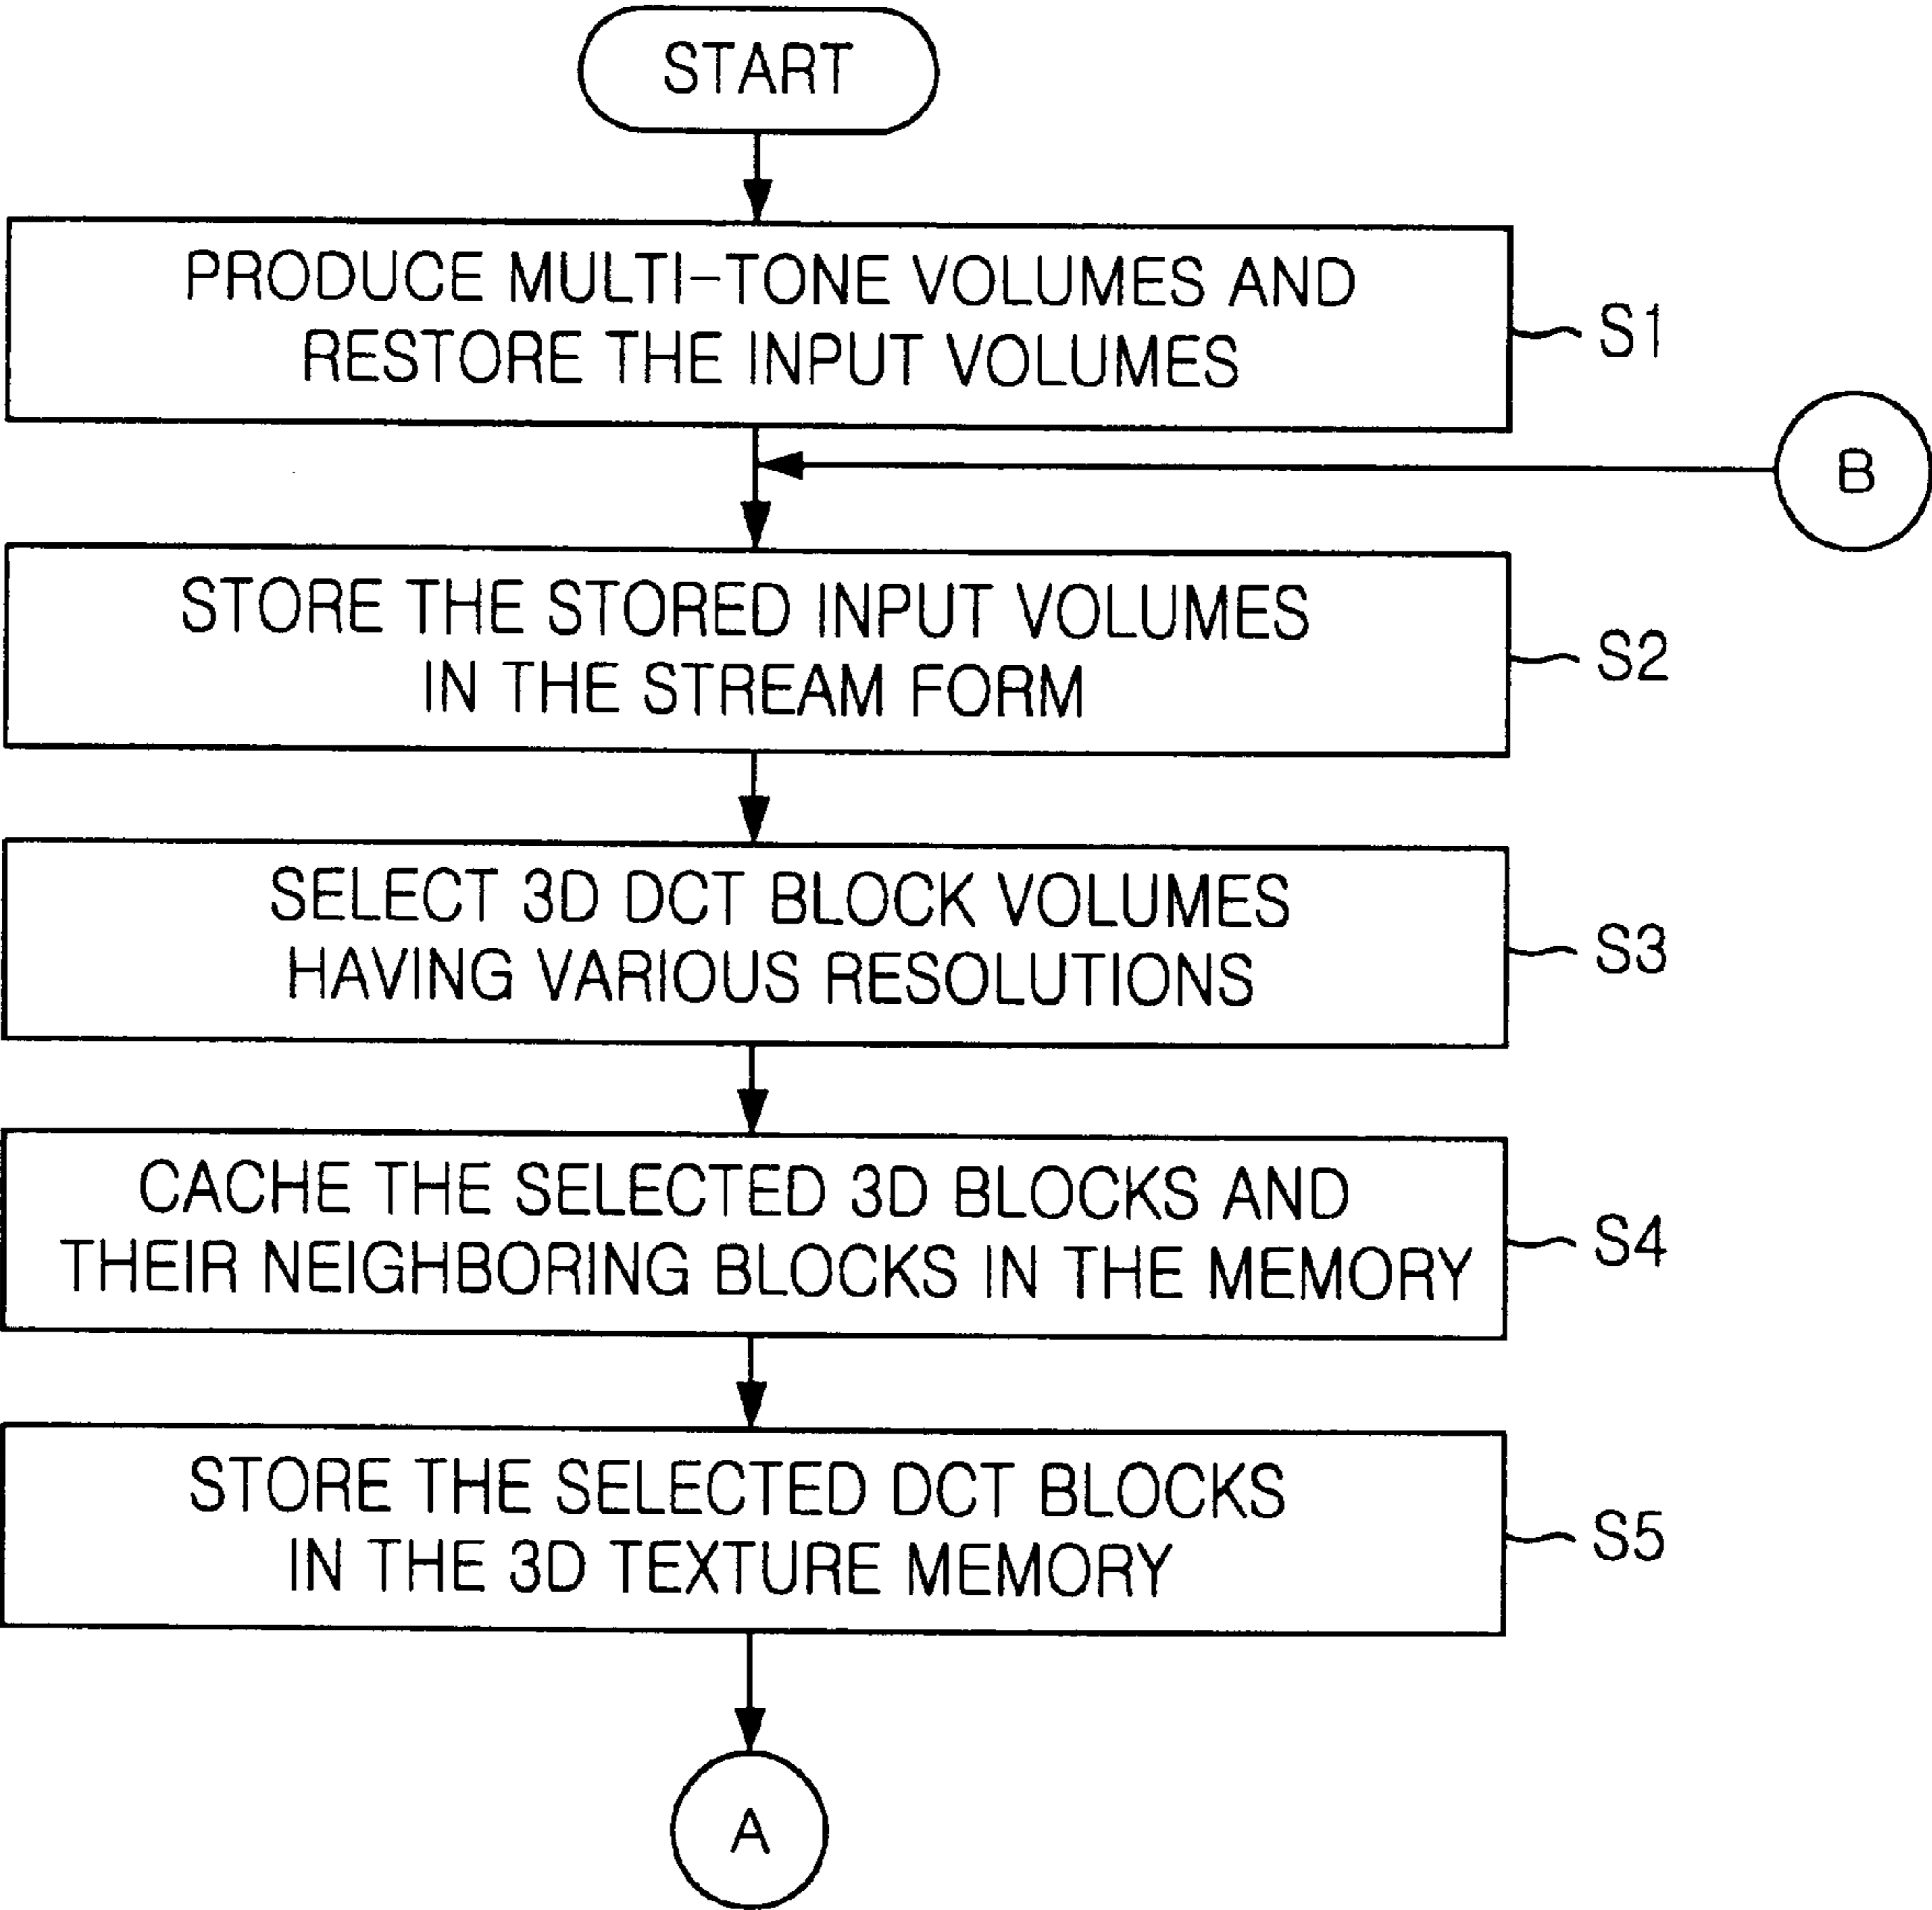 START
PRODUCE MULTI-TONE VOLUMES AND
RESTORE THE INPUT VOLUMES
S1
B
STORE THE STORED INPUT VOLUMES
IN THE STREAM FORM
S2
SELECT 3D DCT BLOCK VOLUMES
HAVING VARIOUS RESOLUTIONS
S3
CACHE THE SELECTED 3D BLOCKS AND
THEIR NEIGHBORING BLOCKS IN THE MEMORY
S4
STORE THE SELECTED DCT BLOCKS
IN THE 3D TEXTURE MEMORY
S5
A